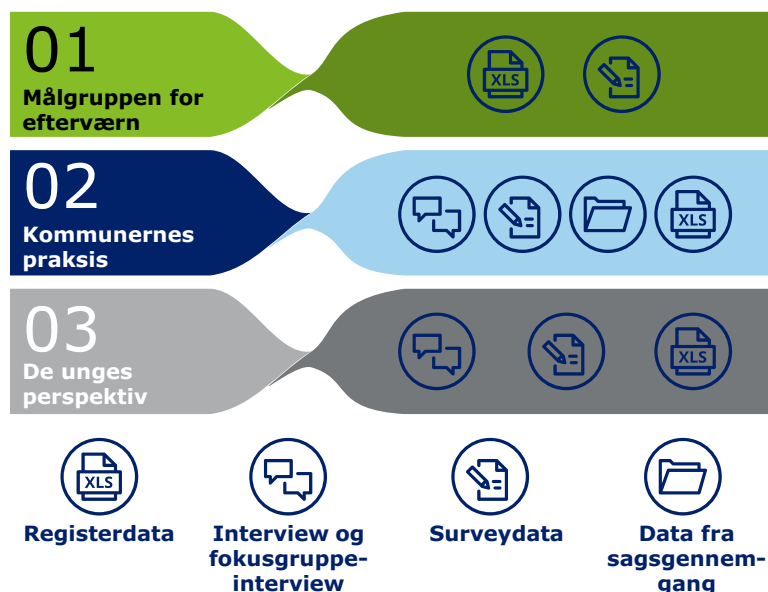 01
Målgruppen for
efterværn
XLS
02
Kommunernes
praksis
XLS
03
De unges
perspektiv
XLS
XLS
Registerdata
Interview og
fokusgruppe-
interview
Surveydata
Data fra
sagsgennem-
gang